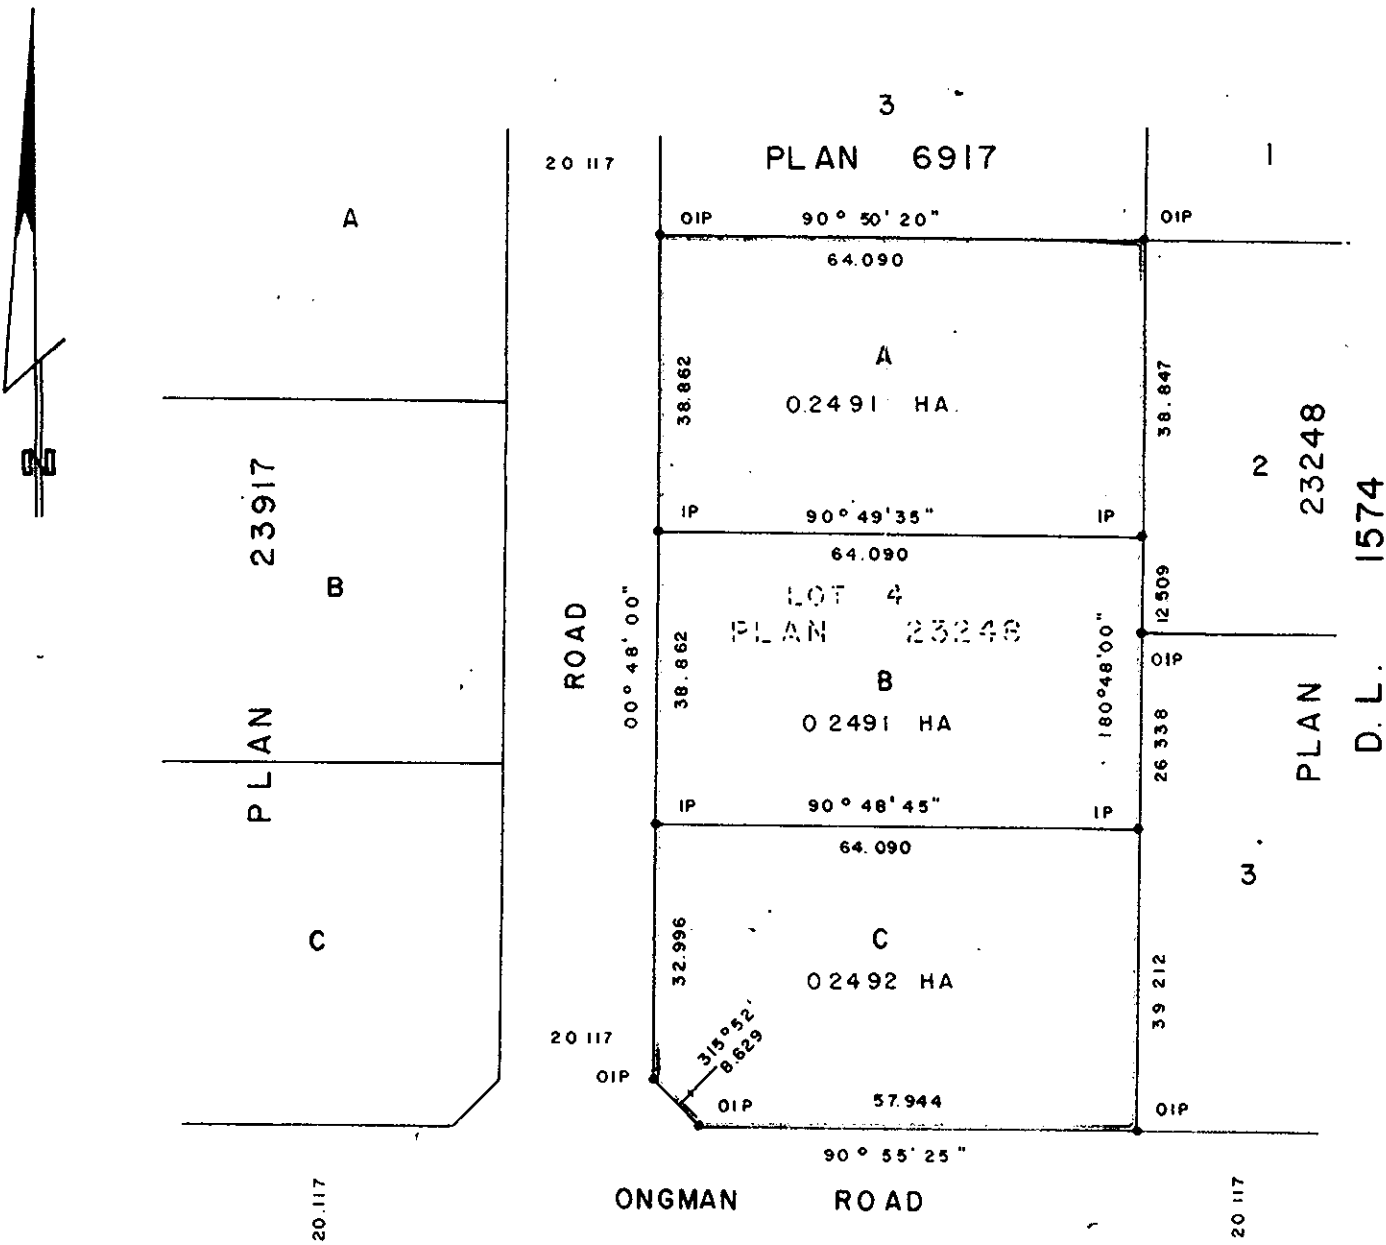 3
PLAN 6917
1
20 117
A
OIP
90° 50' 20"
OIP
64.090
38.862
A
0.2491 HA.
38.847
2
PLAN 23248
D.L. 1574
N
PLAN 23917
B
IP
90° 49' 35"
IP
64.090
LOT 4
PLAN 23248
12 509
OIP
ROAD
00° 48' 00"
38.862
B
0 2491 HA
180° 48' 00"
26 338
IP
90° 48' 45"
IP
64.090
3
C
32.996
C
0 2492 HA
39 212
20 117
315° 52'
8.629
OIP
OIP
57.944
OIP
90° 55' 25"
20.117
ONGMAN ROAD
20 117